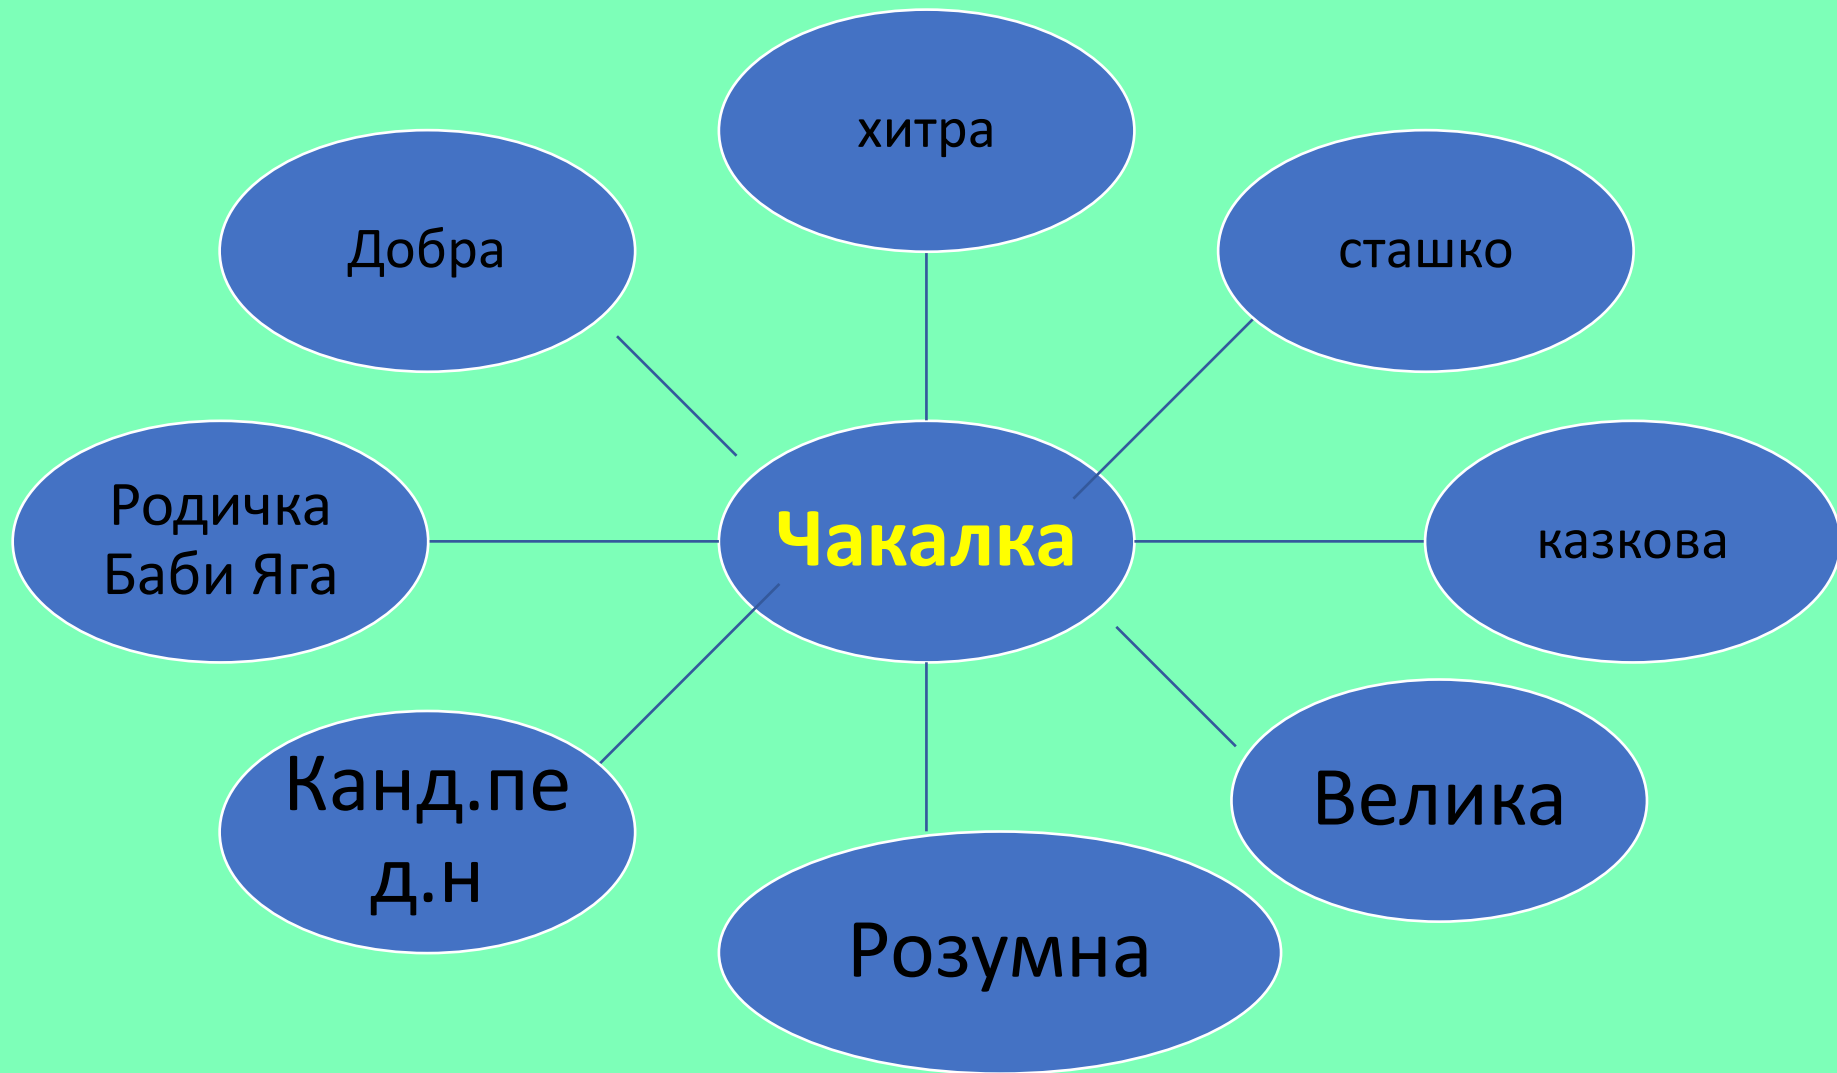 хитра
Добра
сташко
Родичка
Баби Яга
Чакалка
казкова
Канд.пе
д.н
Велика
Розумна